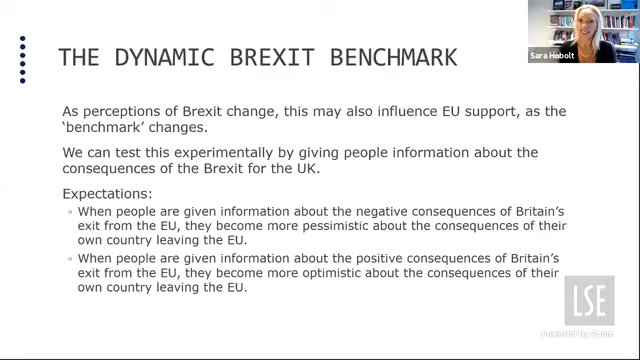 THE DYNAMIC BREXIT BENCHMARK
Sara Hobolt
As perceptions of Brexit change, this may also influence EU support, as the
‘benchmark’ changes.
We can test this experimentally by giving people information about the
consequences of the Brexit for the UK.
Expectations:
◦ When people are given information about the negative consequences of Britain’s
exit from the EU, they become more pessimistic about the consequences of their
own country leaving the EU.
◦ When people are given information about the positive consequences of Britain’s
exit from the EU, they become more optimistic about the consequences of their
own country leaving the EU.
LSE
Powered by Zoom